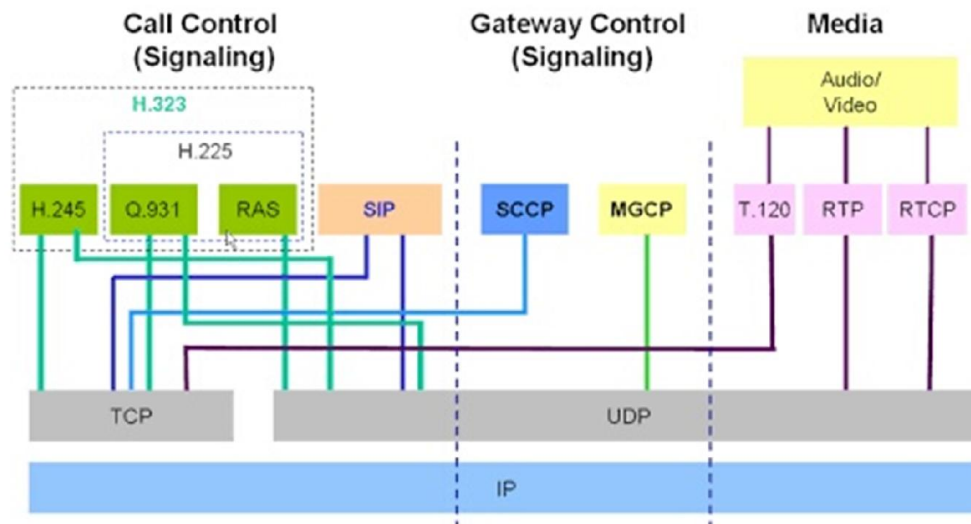 Call Control
(Signaling)
Gateway Control
(Signaling)
Media
Audio/
Video
H.323
H.225
H.245
Q.931
RAS
SIP
SCCP
MGCP
T.120
RTP
RTCP
TCP
UDP
IP